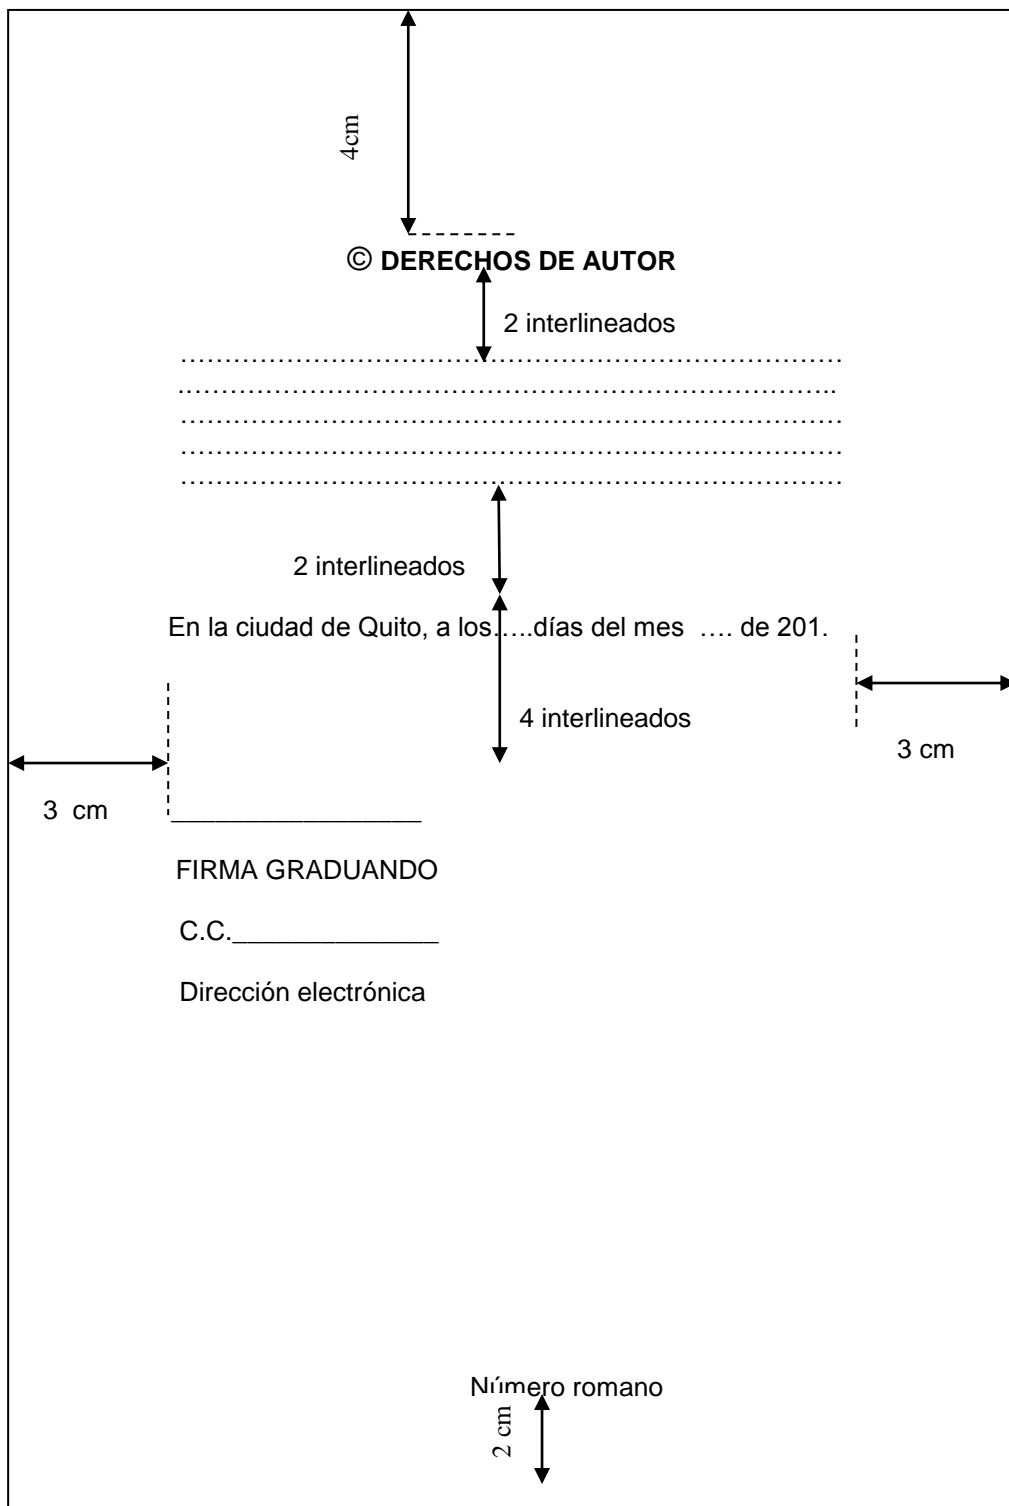 4cm
© DERECHOS DE AUTOR
2 interlineados
……………………………………………………………………
……………………………………………………………………..
……………………………………………………………………
……………………………………………………………………
……………………………………………………………………
2 interlineados
En la ciudad de Quito, a los…..días del mes …. de 201.
4 interlineados
3 cm
3 cm
_________________
FIRMA GRADUANDO
C.C.______________
Dirección electrónica
Número romano
2 cm